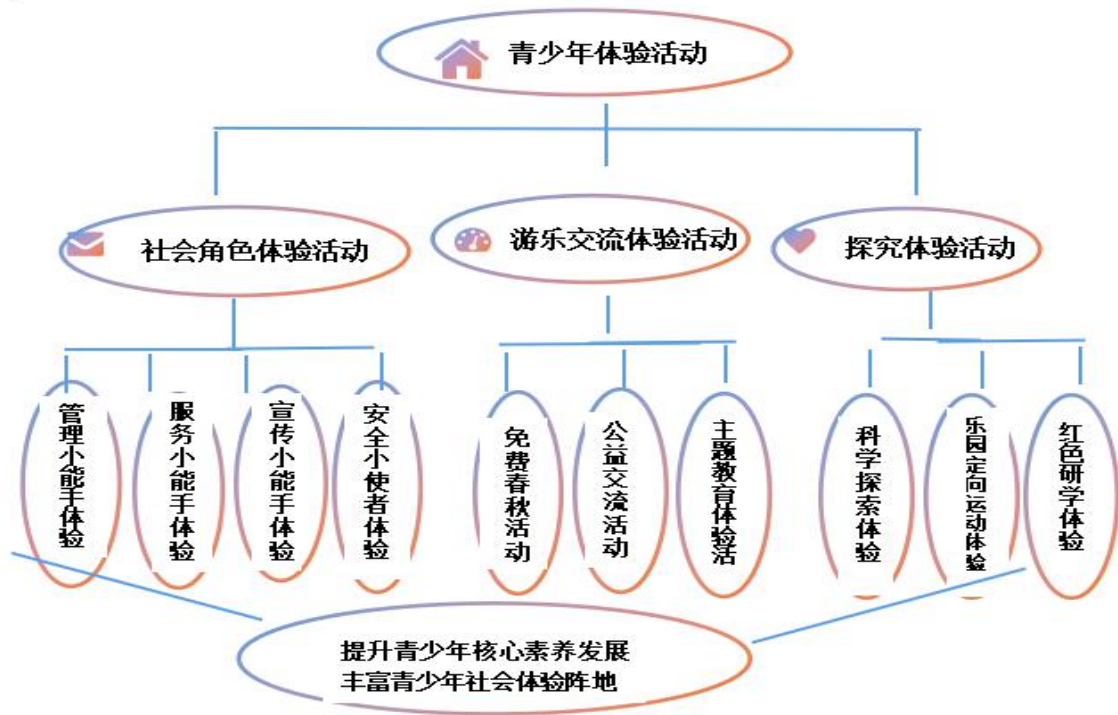 青少年体验活动
社会角色体验活动
游乐交流体验活动
探究体验活动
管理小能手体验
服务小能手体验
宣传小能手体验
安全小使者体验
免费春秋活动
公益交流活动
主题教育体验活
科学探索体验
乐园定向运动体验
红色研学体验
提升青少年核心素养发展
丰富青少年社会体验阵地